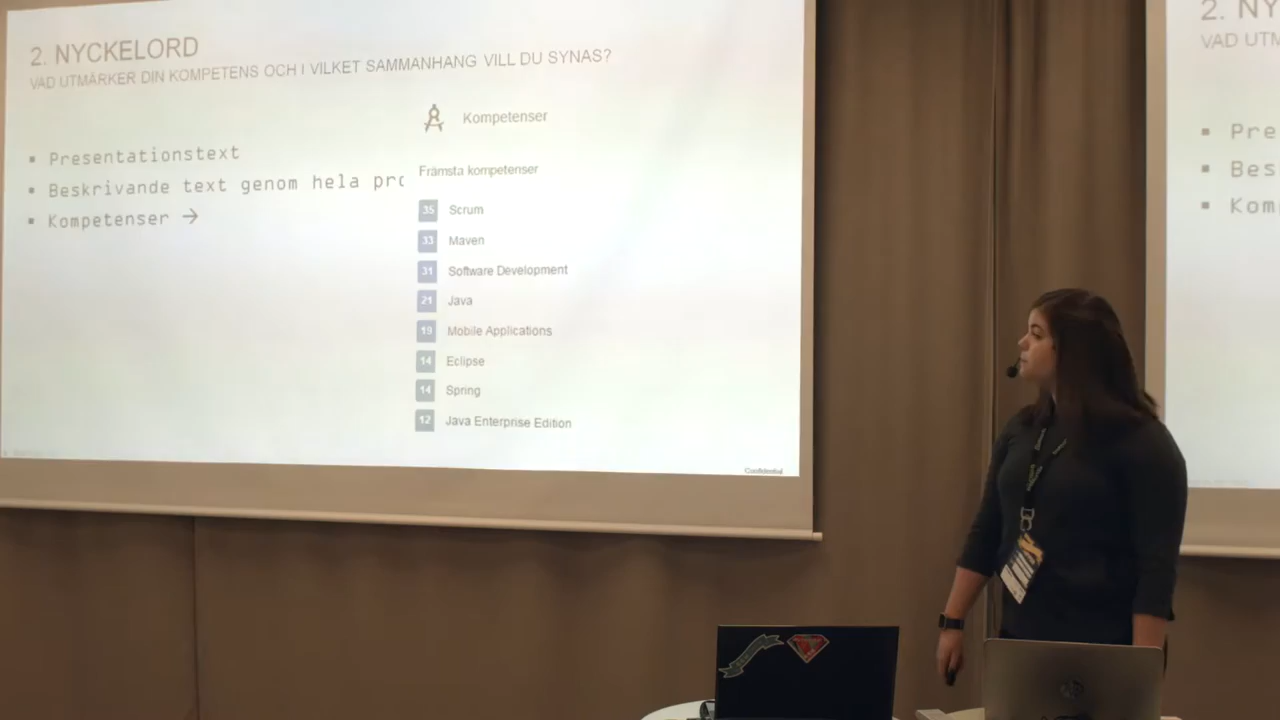 2. NYCKELORD
VAD UTMÄRKER DIN KOMPETENS OCH I VILKET SAMMANHANG VILL DU SYNAS?
▪ Presentationstext
▪ Beskrivande text genom hela pro
▪ Kompetenser →
Kompetenser
Främsta kompetenser
35 Scrum
33 Maven
31 Software Development
21 Java
19 Mobile Applications
14 Eclipse
14 Spring
12 Java Enterprise Edition
Confidential
2. NY
VAD UTM
▪ Pre
▪ Bes
▪ Kom